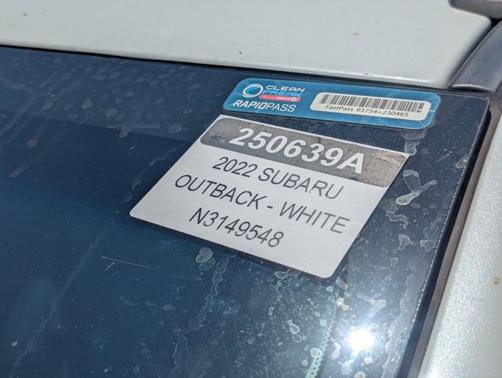 CLEAN
FREAK
RAPIDPASS
FastPass 93754+230465
250639A
2022 SUBARU
OUTBACK - WHITE
N3149548